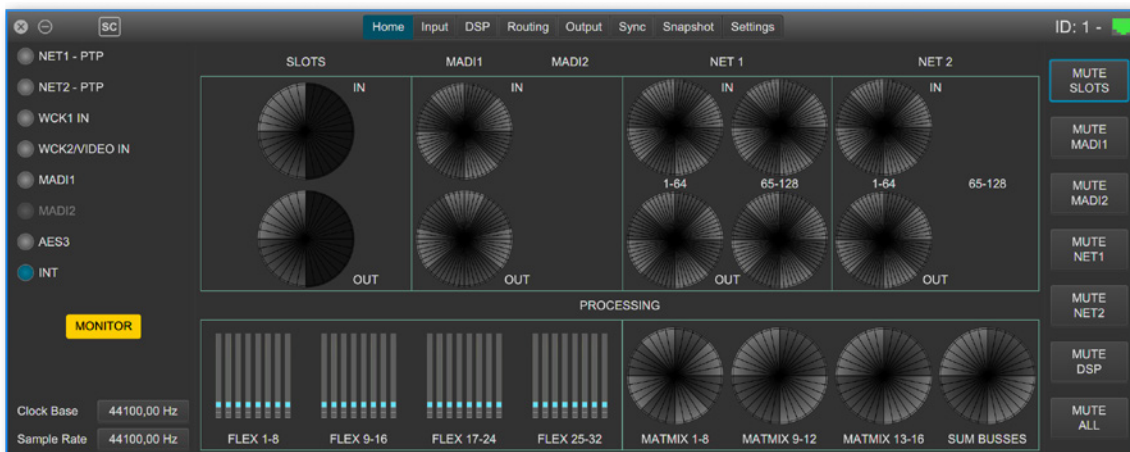 SC
Home Input DSP Routing Output Sync Snapshot Settings
ID: 1 -
NET1 - PTP
NET2 - PTP
WCK1 IN
WCK2/VIDEO IN
MADI1
MADI2
AES3
INT
MONITOR
Clock Base 44100,00 Hz
Sample Rate 44100,00 Hz
SLOTS MADI1 MADI2 NET 1 NET 2
IN IN IN IN
1-64 65-128 1-64 65-128
OUT OUT OUT OUT
PROCESSING
FLEX 1-8 FLEX 9-16 FLEX 17-24 FLEX 25-32 MATMIX 1-8 MATMIX 9-12 MATMIX 13-16 SUM BUSSES
MUTE
SLOTS
MUTE
MADI1
MUTE
MADI2
MUTE
NET1
MUTE
NET2
MUTE
DSP
MUTE
ALL